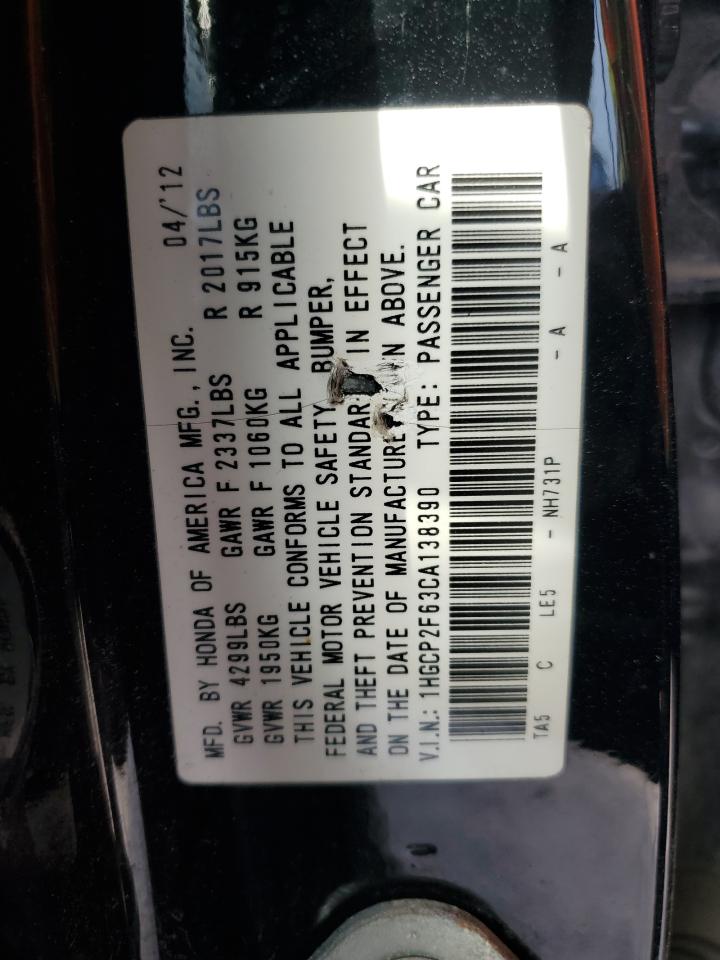 MFD. BY HONDA OF AMERICA MFG., INC. 04/'12
GVWR 4299LBS GAWR F 2337LBS R 2017LBS
GVWR 1950KG GAWR F 1060KG R 915KG
THIS VEHICLE CONFORMS TO ALL APPLICABLE
FEDERAL MOTOR VEHICLE SAFETY BUMPER,
AND THEFT PREVENTION STANDAR IN EFFECT
ON THE DATE OF MANUFACTURE IN ABOVE.
V.I.N.: 1HGCP2F63CA138390 TYPE: PASSENGER CAR
TA5 C LE5 - NH731P - A - A